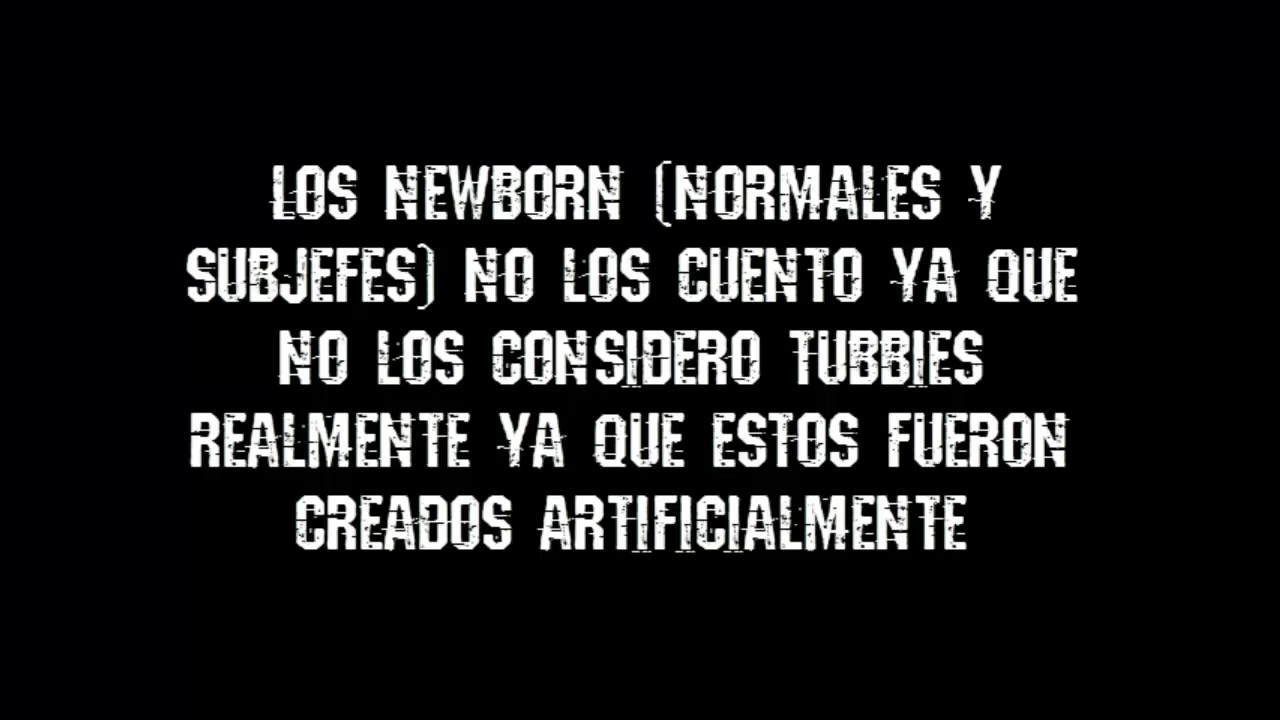 LOS NEWBORN (NORMALES Y
SUBJEFES) NO LOS CUENTO YA QUE
NO LOS CONSIDERO TUBBIES
REALMENTE YA QUE ESTOS FUERON
CREADOS ARTIFICIALMENTE